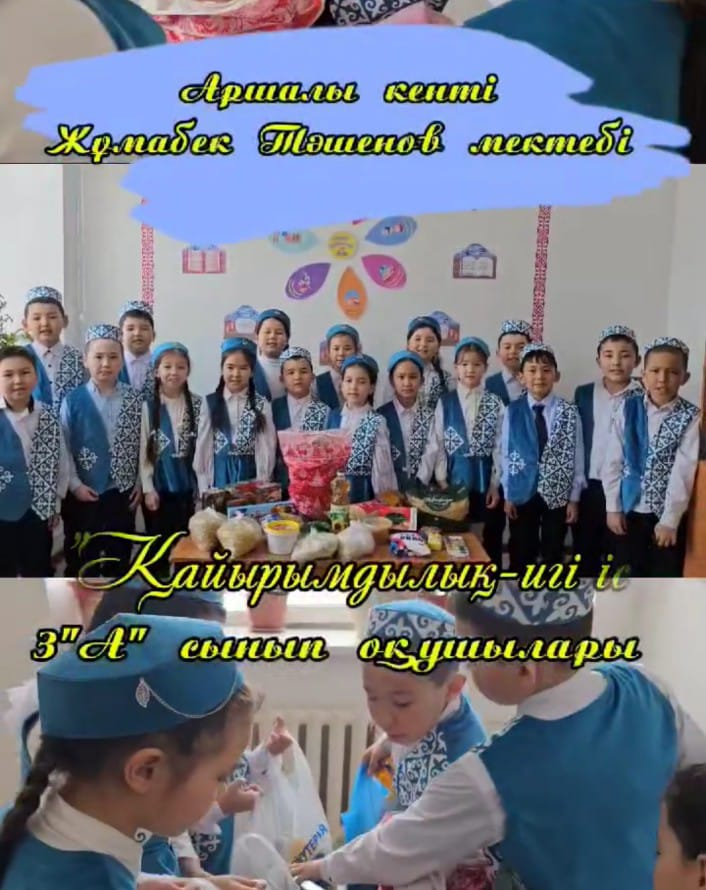 Аршалы кенті
Жұмабек Тәшенов мектебі
"Қайырымдылық-игі іс
3"А" сынып оқушылары